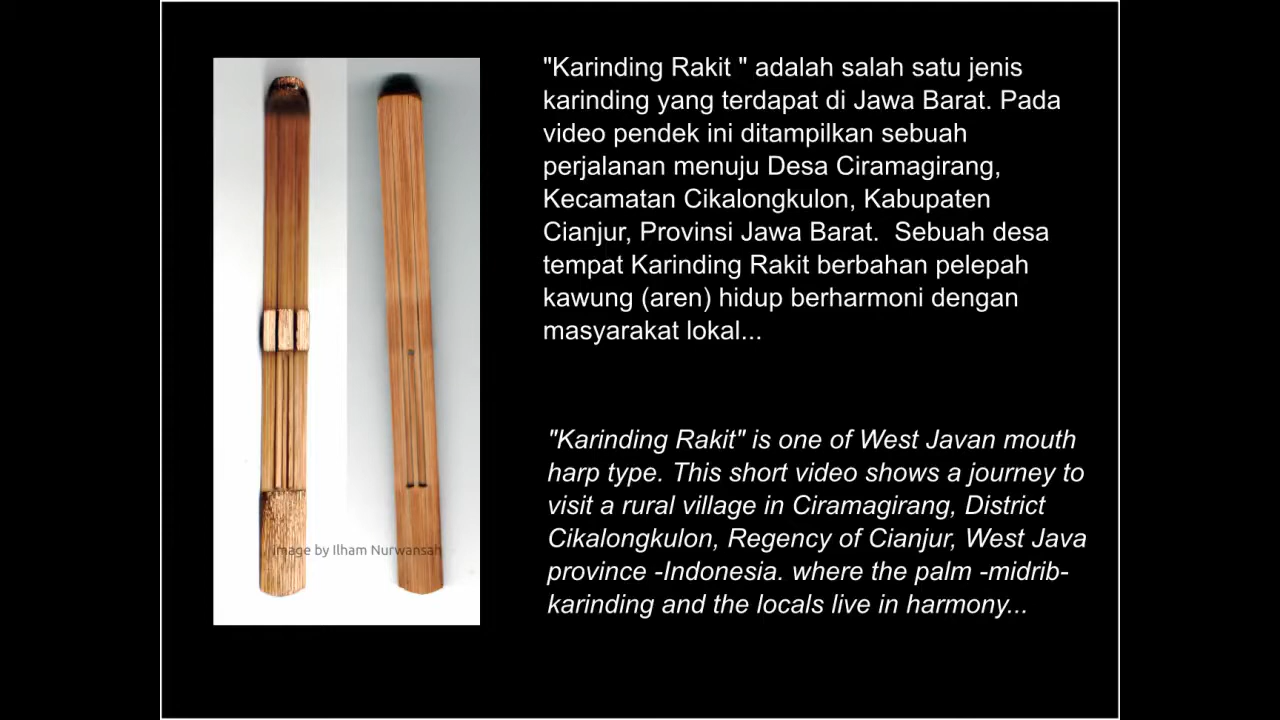 "Karinding Rakit " adalah salah satu jenis
karinding yang terdapat di Jawa Barat. Pada
video pendek ini ditampilkan sebuah
perjalanan menuju Desa Ciramagirang,
Kecamatan Cikalongkulon, Kabupaten
Cianjur, Provinsi Jawa Barat.  Sebuah desa
tempat Karinding Rakit berbahan pelepah
kawung (aren) hidup berharmoni dengan
masyarakat lokal...
"Karinding Rakit" is one of West Javan mouth
harp type. This short video shows a journey to
visit a rural village in Ciramagirang, District
Cikalongkulon, Regency of Cianjur, West Java
province -Indonesia. where the palm -midrib-
karinding and the locals live in harmony...
image by Ilham Nurwansah